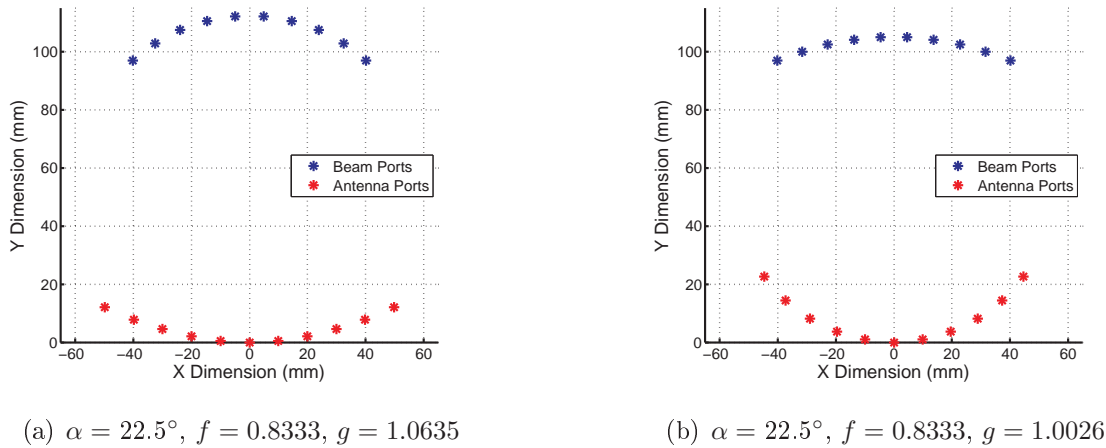 100
80
60
40
20
0
Y Dimension (mm)
Beam Ports
Antenna Ports
−60 −40 −20 0 20 40 60
X Dimension (mm)
(a) α = 22.5°, f = 0.8333, g = 1.0635
100
80
60
40
20
0
Y Dimension (mm)
Beam Ports
Antenna Ports
−60 −40 −20 0 20 40 60
X Dimension (mm)
(b) α = 22.5°, f = 0.8333, g = 1.0026